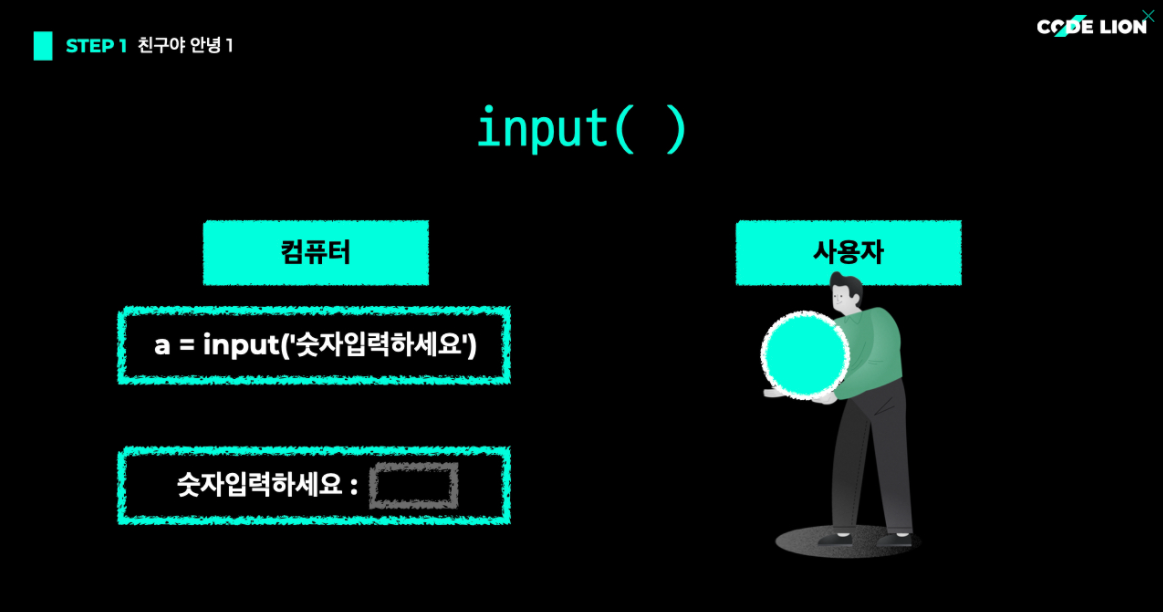 STEP 1 친구야 안녕 1
CODE LION
input( )
컴퓨터
사용자
a = input('숫자입력하세요')
숫자입력하세요 :